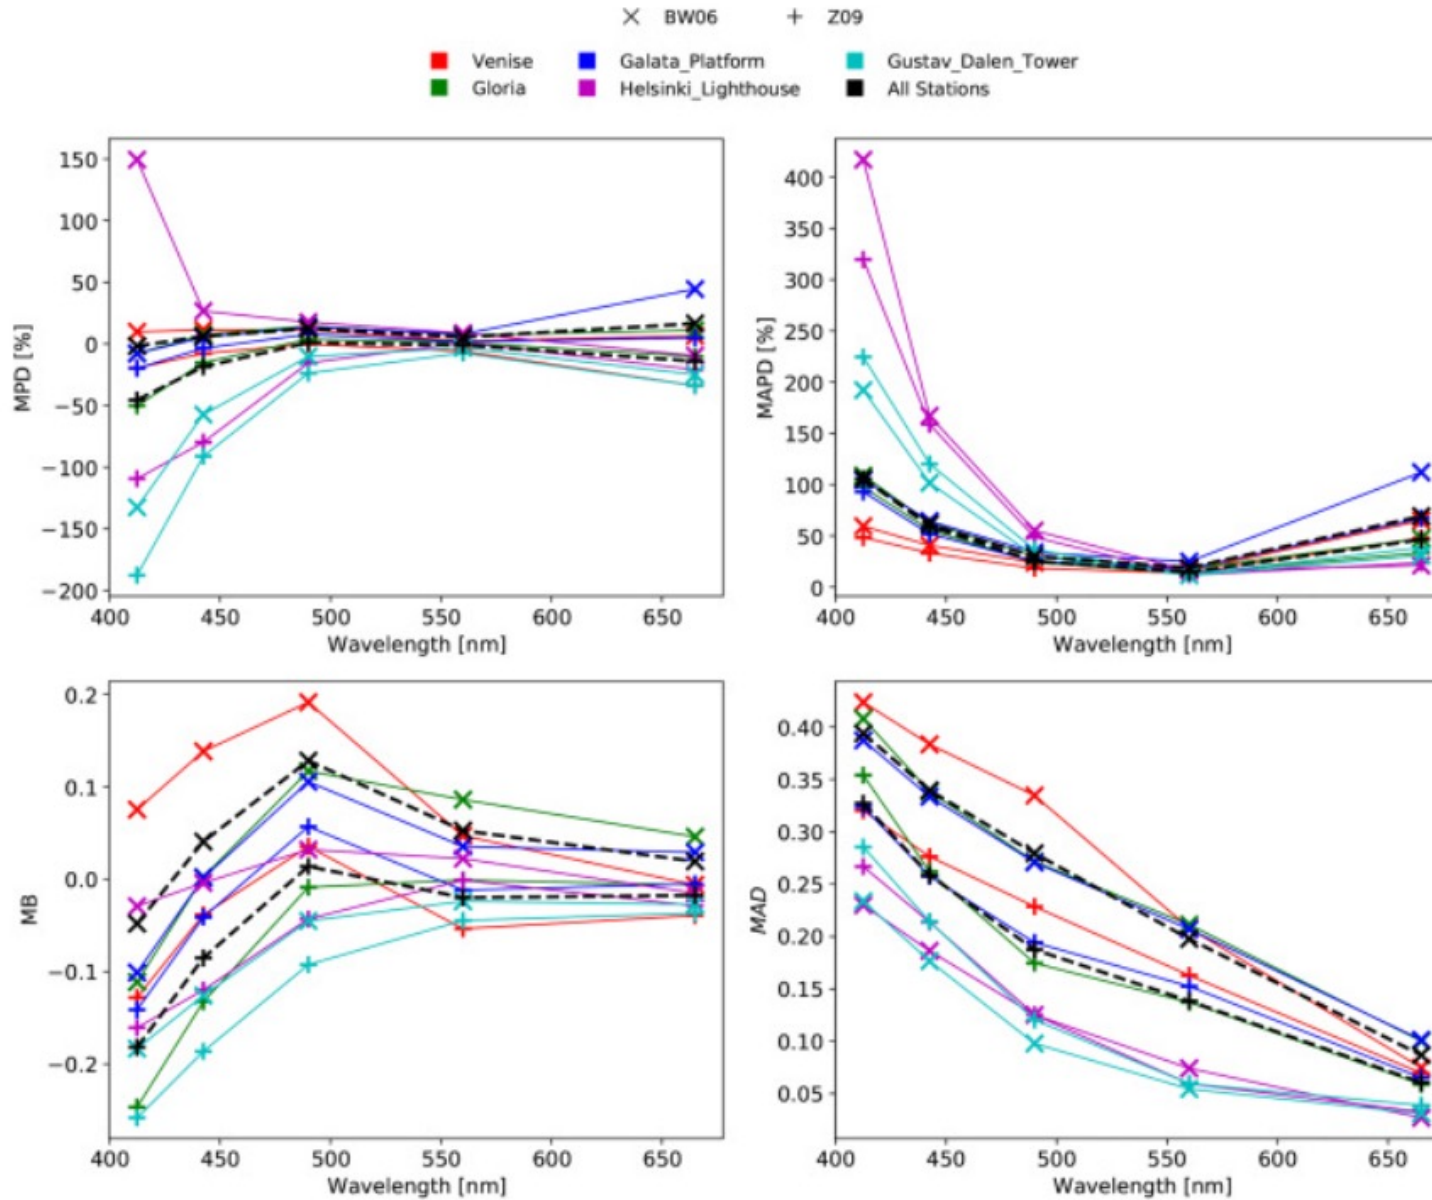 × BW06 + Z09
Venise Galata_Platform Gustav_Dalen_Tower
Gloria Helsinki_Lighthouse All Stations
150
100
50
0
−50
−100
−150
−200
MPD [%]
400 450 500 550 600 650
Wavelength [nm]
400
350
300
250
200
150
100
50
0
MAPD [%]
400 450 500 550 600 650
Wavelength [nm]
0.2
0.1
0.0
−0.1
−0.2
MB
400 450 500 550 600 650
Wavelength [nm]
0.40
0.35
0.30
0.25
0.20
0.15
0.10
0.05
MAD
400 450 500 550 600 650
Wavelength [nm]